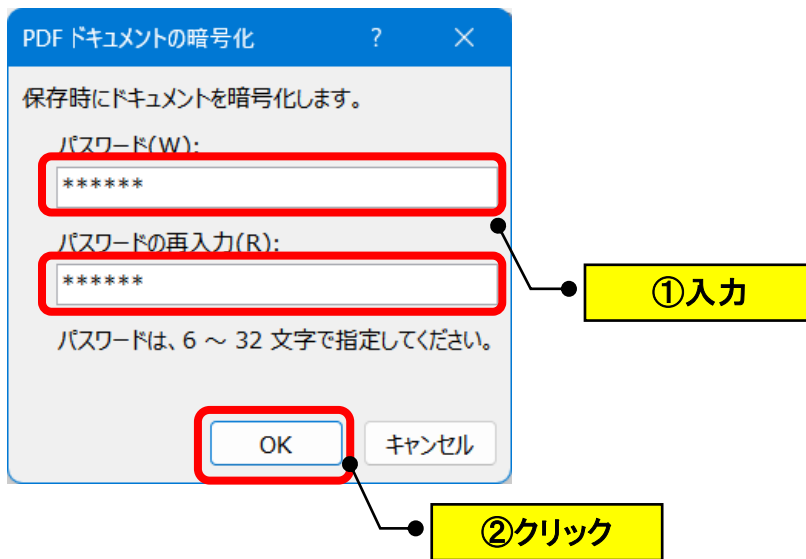 PDF ドキュメントの暗号化 ? ×
保存時にドキュメントを暗号化します。
パスワード(W):
******
パスワードの再入力(R):
******
①入力
パスワードは、6 ～ 32 文字で指定してください。
OK キャンセル
②クリック